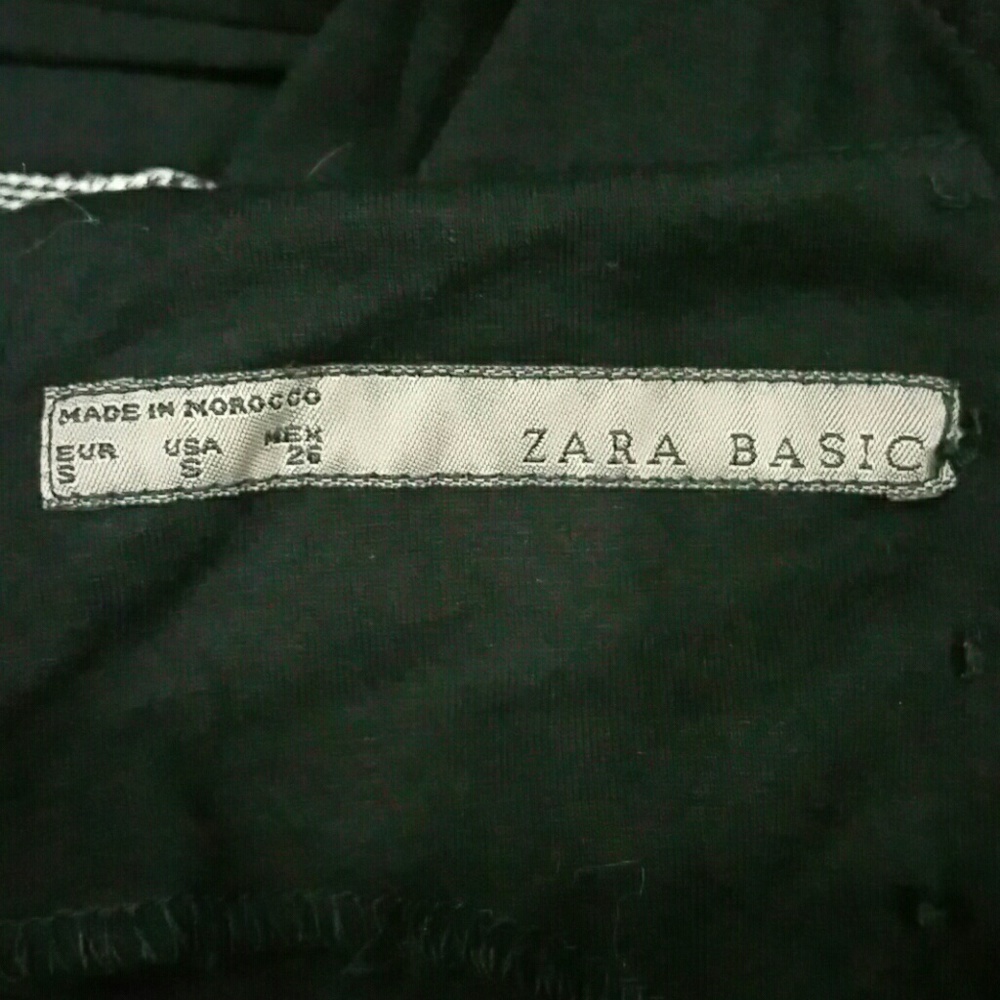 MADE IN MOROCCO
EUR USA MEX
S S 26
ZARA BASIC